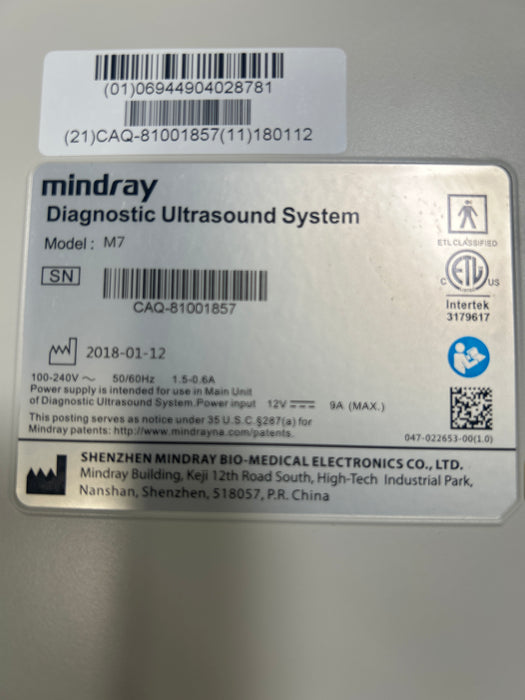 (01)06944904028781
(21)CAQ-81001857(11)180112
mindray
Diagnostic Ultrasound System
Model : M7
SN
CAQ-81001857
2018-01-12
100-240V ~ 50/60Hz 1.5-0.6A
Power supply is intended for use in Main Unit
of Diagnostic Ultrasound System.Power input 12V ⎓ 9A (MAX.)
This posting serves as notice under 35 U.S.C.§287(a) for
Mindray patents: http://www.mindrayna.com/patents.
ETL CLASSIFIED
C ETL US
Intertek
3179617
047-022653-00(1.0)
SHENZHEN MINDRAY BIO-MEDICAL ELECTRONICS CO., LTD.
Mindray Building, Keji 12th Road South, High-Tech Industrial Park,
Nanshan, Shenzhen, 518057, P.R. China